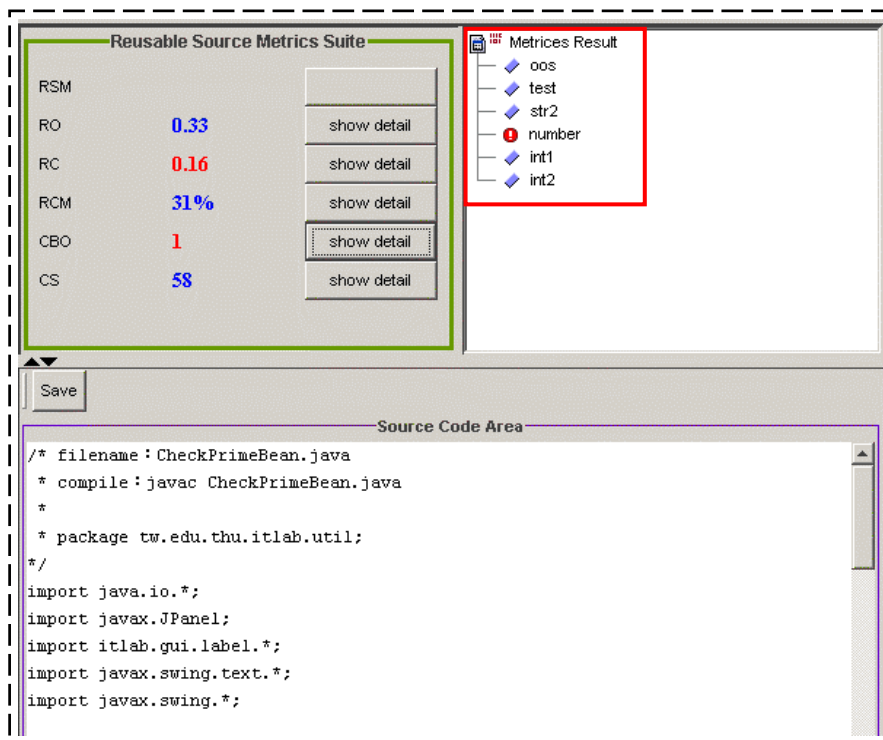 Reusable Source Metrics Suite
RSM
RO 0.33 show detail
RC 0.16 show detail
RCM 31% show detail
CBO 1 show detail
CS 58 show detail
Metrices Result
oos
test
str2
number
int1
int2
Save
Source Code Area
/* filename：CheckPrimeBean.java
* compile：javac CheckPrimeBean.java
*
* package tw.edu.thu.itlab.util;
*/
import java.io.*;
import javax.JPanel;
import itlab.gui.label.*;
import javax.swing.text.*;
import javax.swing.*;